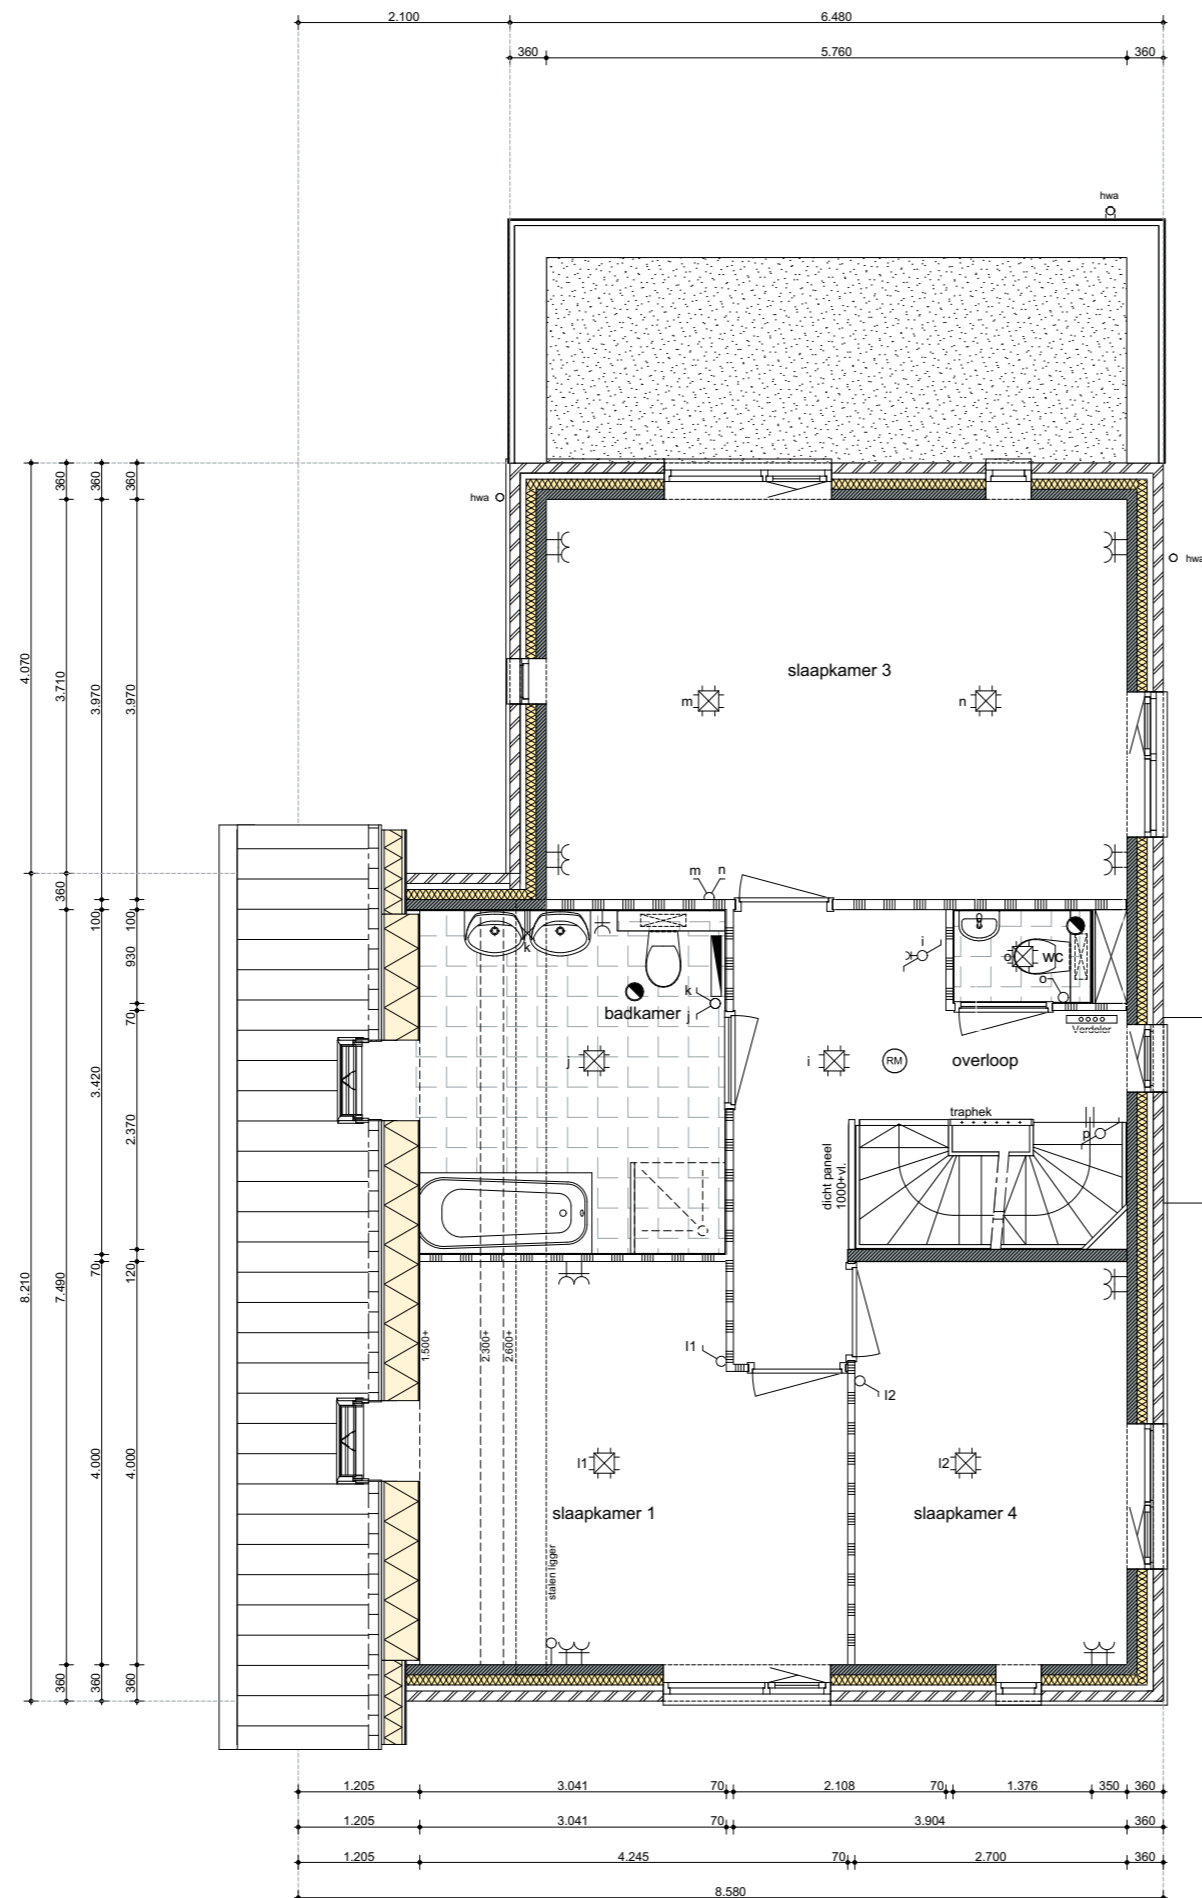 2.100
6.480
360
5.760
360
hwa
hwa
hwa
360
360
360
360
4.070
3.710
3.970
3.970
slaapkamer 3
m
n
m
n
360
100
100
930
70
3.420
2.370
70
120
8.210
7.490
4.000
4.000
360
360
360
k
k
badkamer
j
j
i
o
WC
o
Verdeler
i
RM
overloop
traphek
p
dicht paneel
1000+vl.
1.500+
2.300+
2.600+
l1
l2
l1
l2
slaapkamer 1
slaapkamer 4
stalen ligger
1.205
3.041
70
2.108
70
1.376
350
360
1.205
3.041
70
3.904
360
1.205
4.245
70
2.700
360
8.580